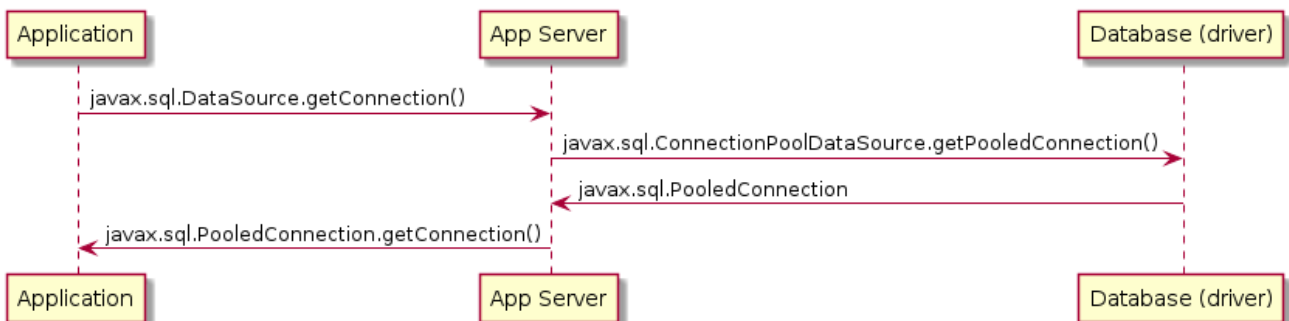 Application
App Server
Database (driver)
javax.sql.DataSource.getConnection()
javax.sql.ConnectionPoolDataSource.getPooledConnection()
javax.sql.PooledConnection
javax.sql.PooledConnection.getConnection()
Application
App Server
Database (driver)